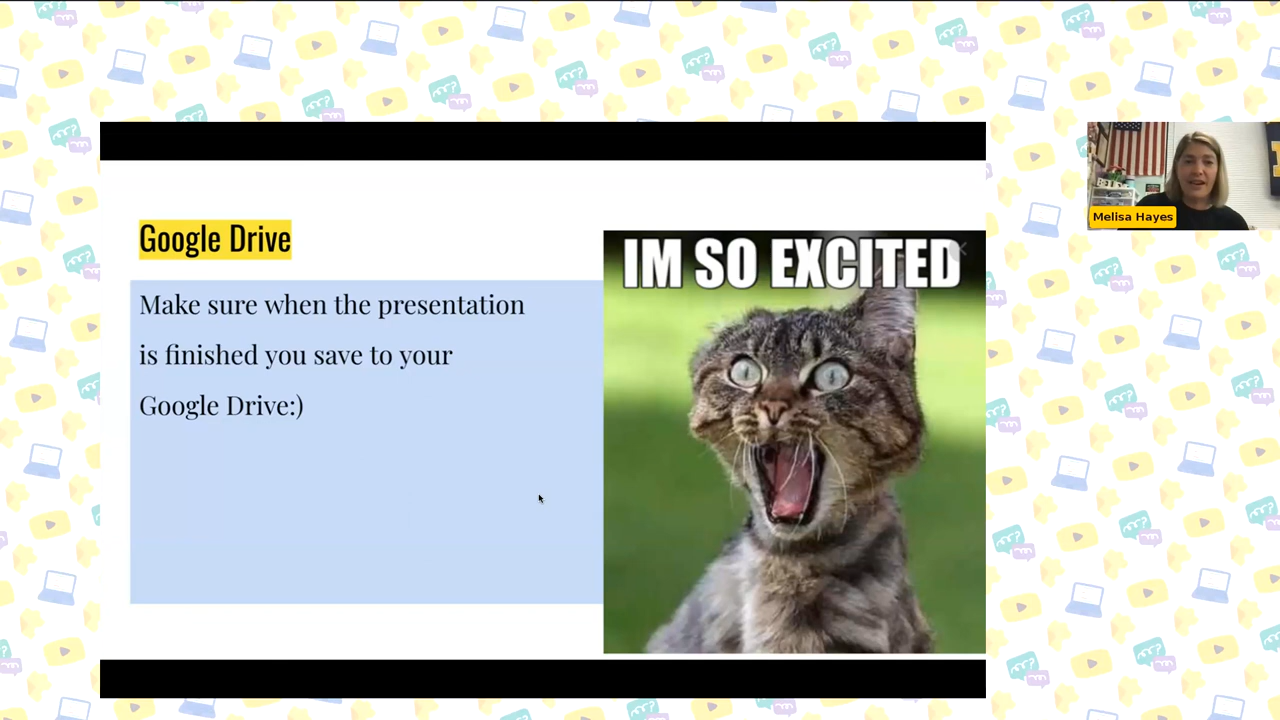 Google Drive
Make sure when the presentation
is finished you save to your
Google Drive:)
IM SO EXCITED
Melisa Hayes